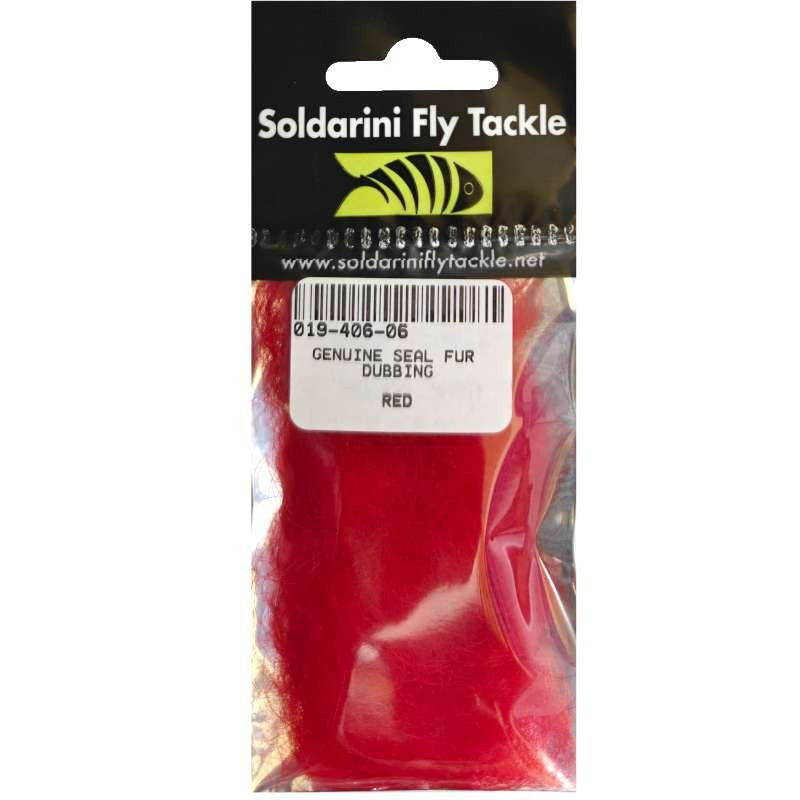 Soldarini Fly Tackle
www.soldariniflytackle.net
019-406-06
GENUINE SEAL FUR
DUBBING
RED